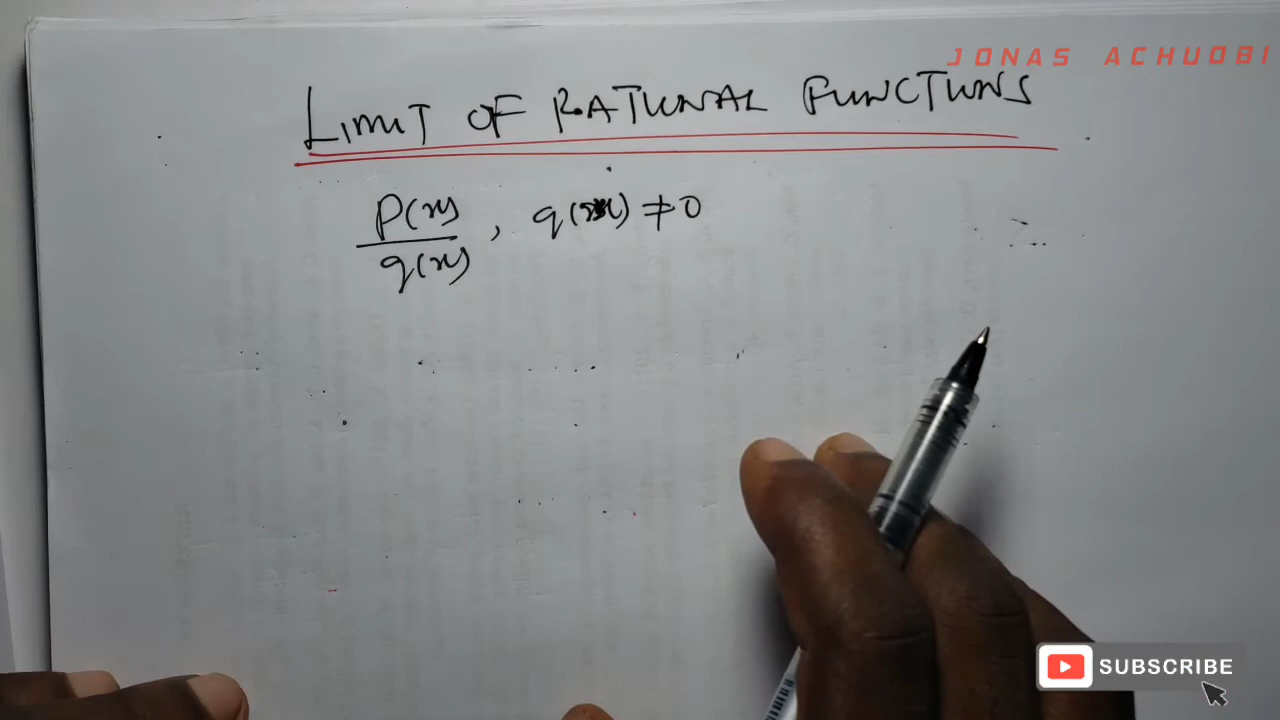 JONAS ACHUOBI
LIMIT OF RATIONAL FUNCTIONS
P(x)
q(x) , q(x) ≠ 0
SUBSCRIBE